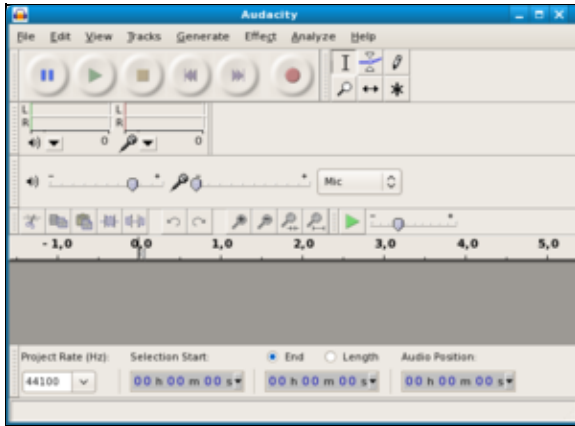 Audacity
File Edit View Tracks Generate Effect Analyze Help
L
R
0
L
R
0
- +
- +
Mic
- +
- 1,0 0,0 1,0 2,0 3,0 4,0 5,0
Project Rate (Hz): Selection Start: End Length Audio Position:
44100 00 h 00 m 00 s 00 h 00 m 00 s 00 h 00 m 00 s